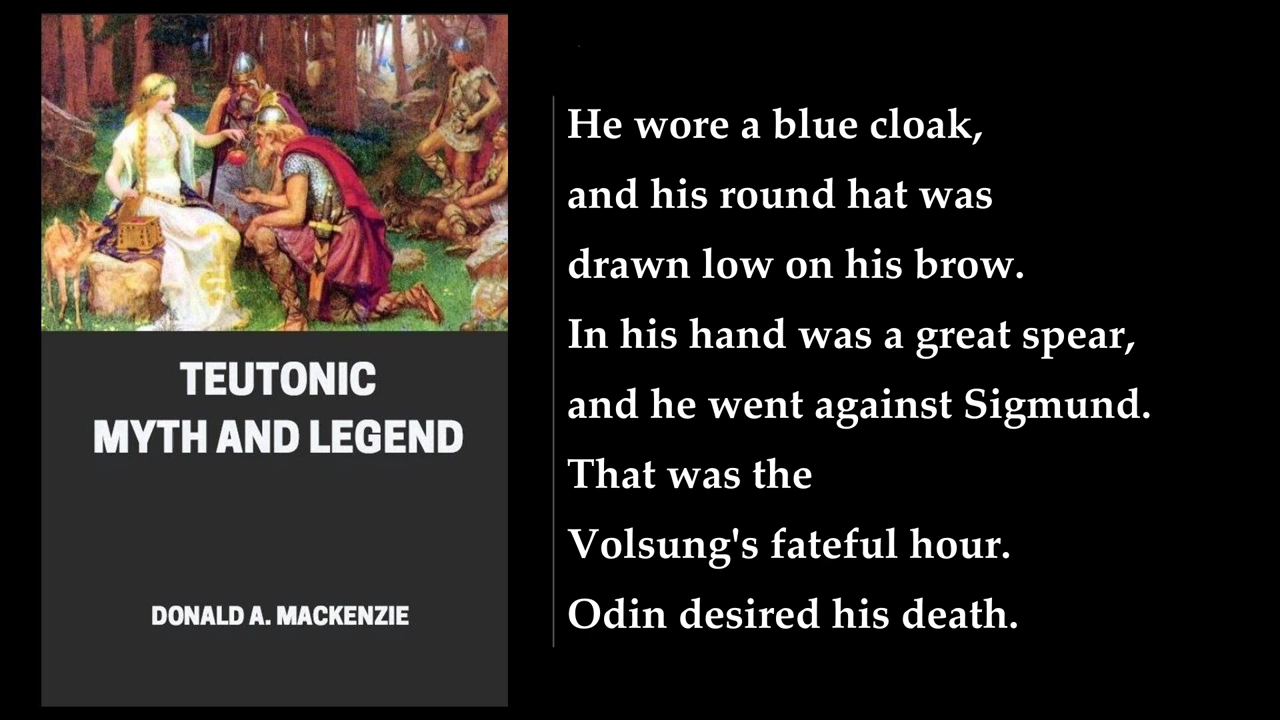 TEUTONIC
MYTH AND LEGEND
DONALD A. MACKENZIE
He wore a blue cloak,
and his round hat was
drawn low on his brow.
In his hand was a great spear,
and he went against Sigmund.
That was the
Volsung's fateful hour.
Odin desired his death.